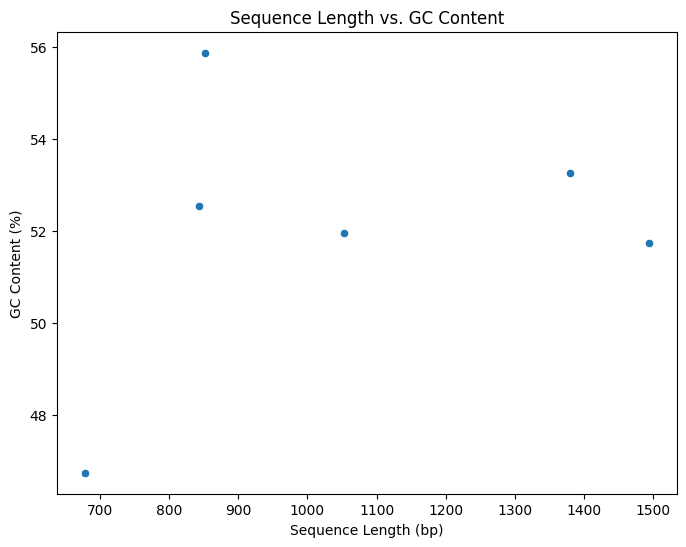 Sequence Length vs. GC Content
56
54
52
50
48
GC Content (%)
700 800 900 1000 1100 1200 1300 1400 1500
Sequence Length (bp)